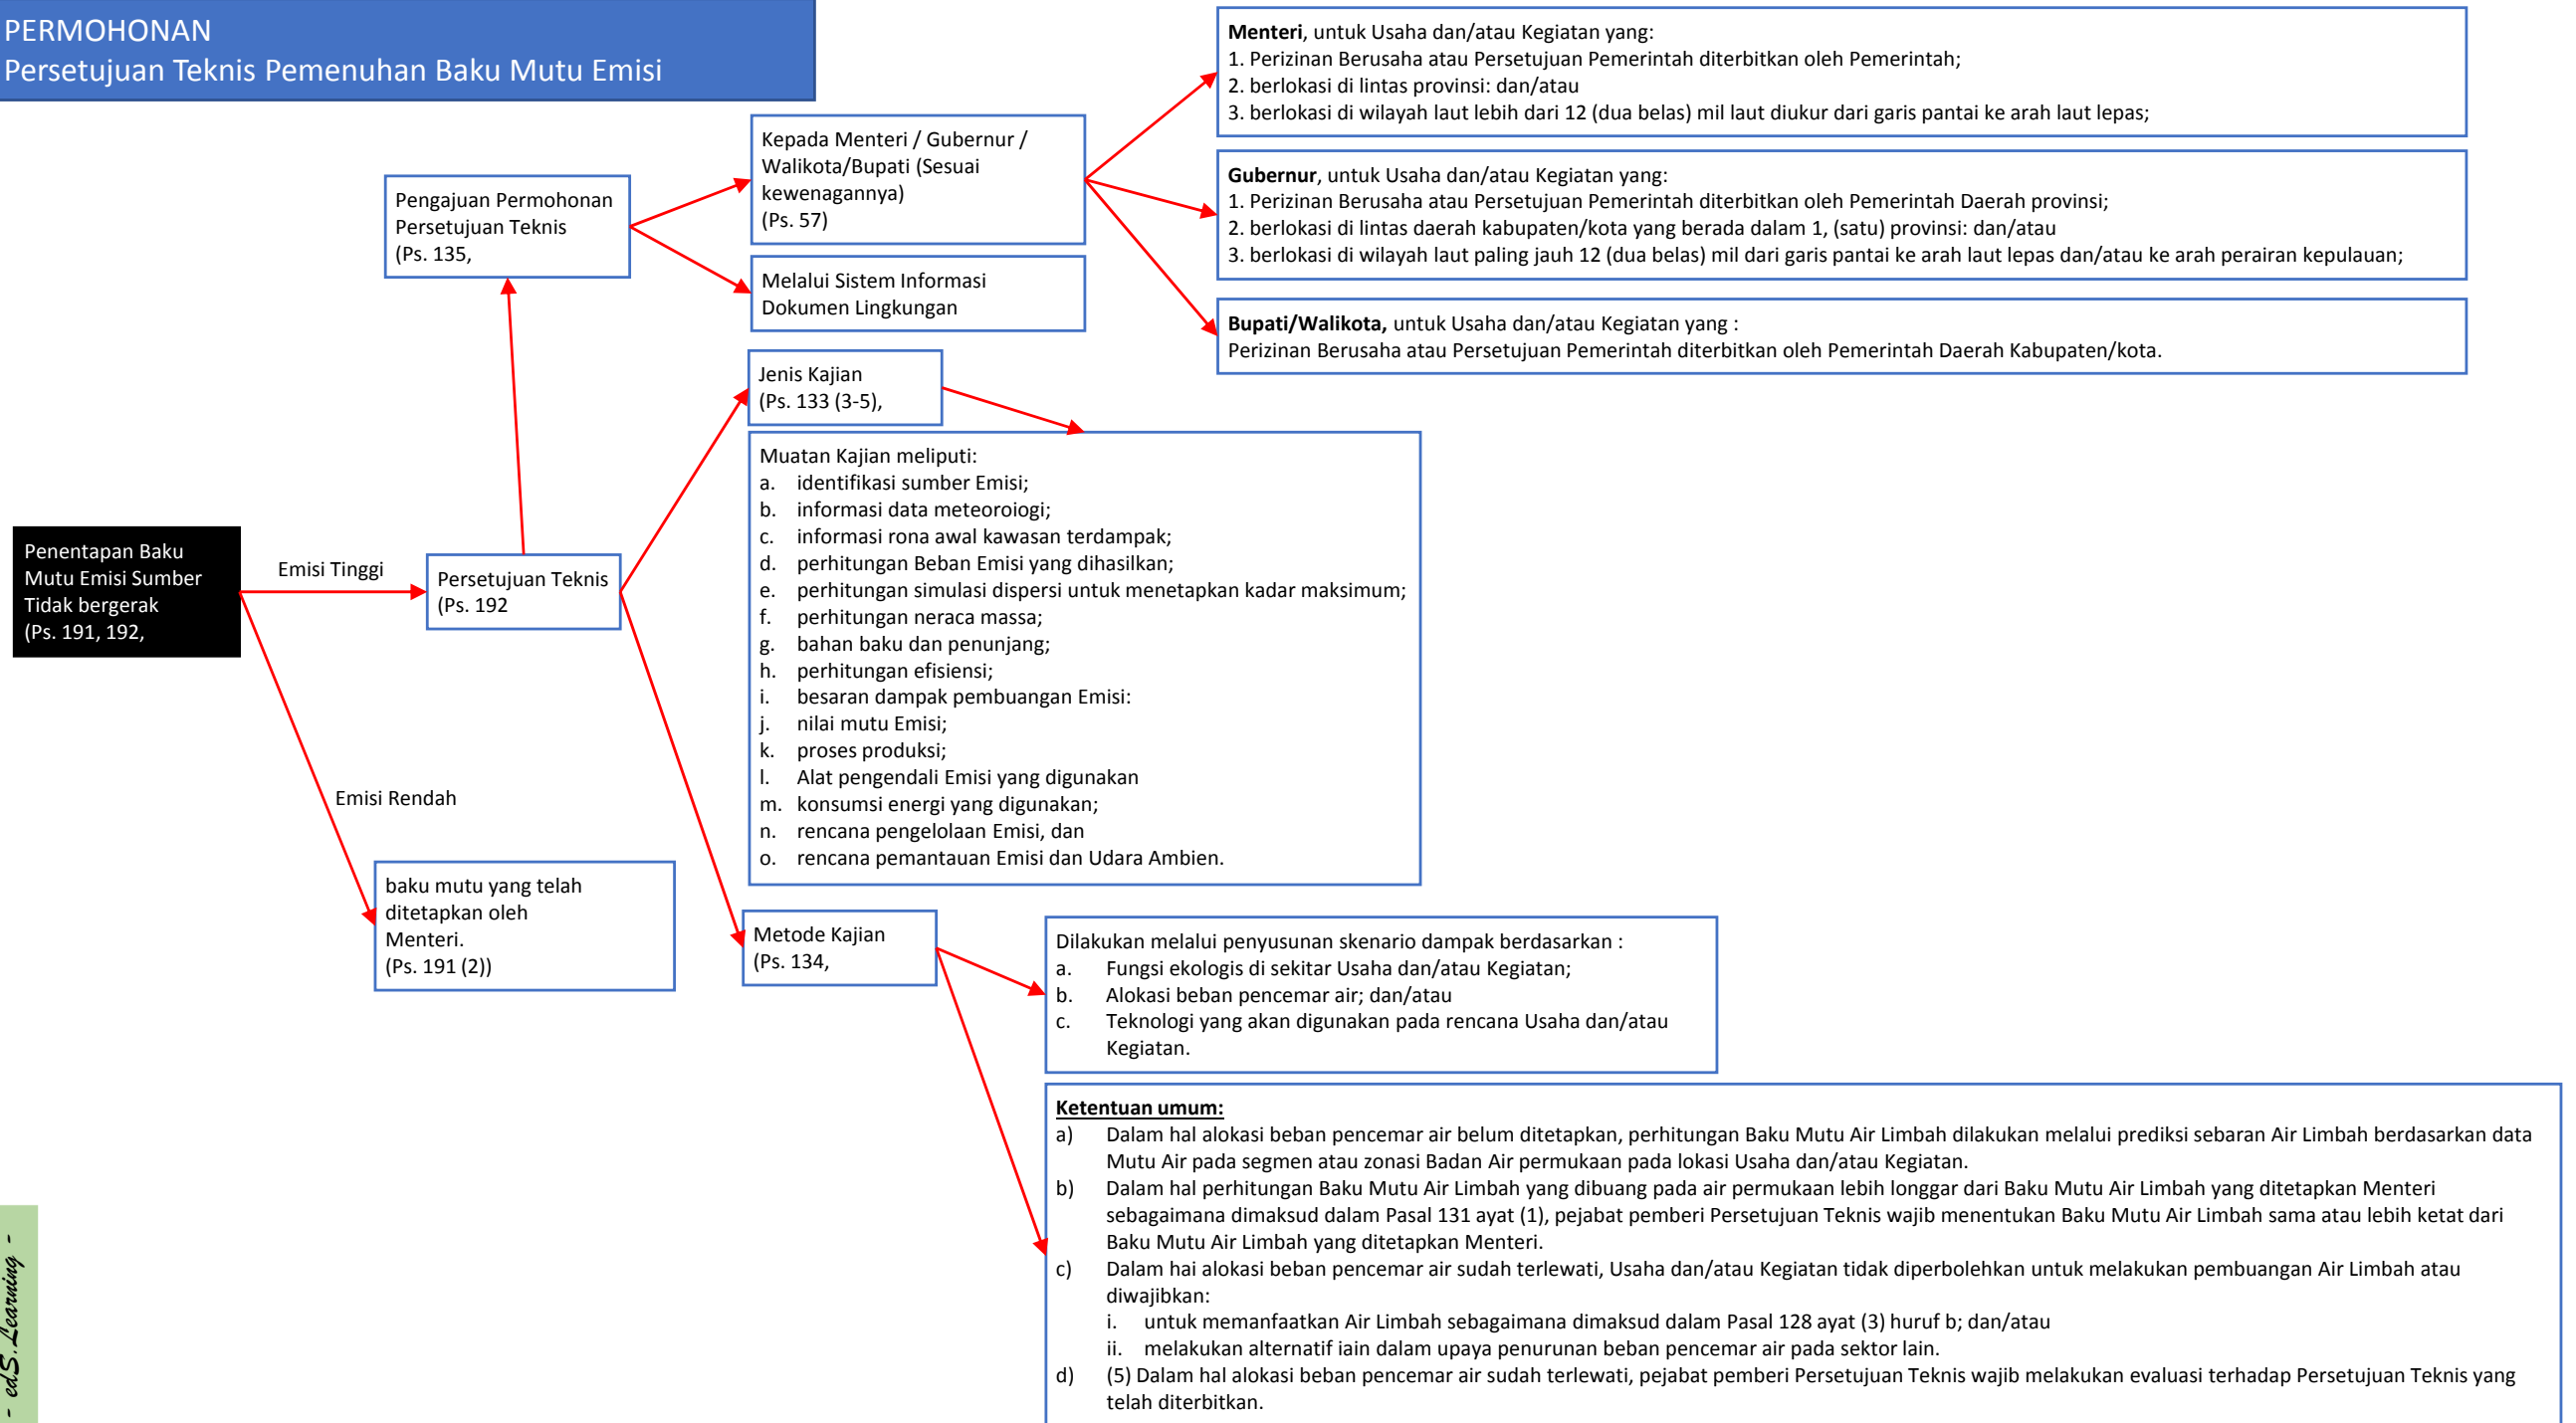 PERMOHONAN
Persetujuan Teknis Pemenuhan Baku Mutu Emisi
Menteri, untuk Usaha dan/atau Kegiatan yang:
1. Perizinan Berusaha atau Persetujuan Pemerintah diterbitkan oleh Pemerintah;
2. berlokasi di lintas provinsi: dan/atau
3. berlokasi di wilayah laut lebih dari 12 (dua belas) mil laut diukur dari garis pantai ke arah laut lepas;
Kepada Menteri / Gubernur /
Walikota/Bupati (Sesuai
kewenagannya)
(Ps. 57)
Gubernur, untuk Usaha dan/atau Kegiatan yang:
1. Perizinan Berusaha atau Persetujuan Pemerintah diterbitkan oleh Pemerintah Daerah provinsi;
2. berlokasi di lintas daerah kabupaten/kota yang berada dalam 1, (satu) provinsi: dan/atau
3. berlokasi di wilayah laut paling jauh 12 (dua belas) mil dari garis pantai ke arah laut lepas dan/atau ke arah perairan kepulauan;
Pengajuan Permohonan
Persetujuan Teknis
(Ps. 135,
Melalui Sistem Informasi
Dokumen Lingkungan
Bupati/Walikota, untuk Usaha dan/atau Kegiatan yang :
Perizinan Berusaha atau Persetujuan Pemerintah diterbitkan oleh Pemerintah Daerah Kabupaten/kota.
Jenis Kajian
(Ps. 133 (3-5),
Muatan Kajian meliputi:
a. identifikasi sumber Emisi;
b. informasi data meteoroiogi;
c. informasi rona awal kawasan terdampak;
d. perhitungan Beban Emisi yang dihasilkan;
e. perhitungan simulasi dispersi untuk menetapkan kadar maksimum;
f. perhitungan neraca massa;
g. bahan baku dan penunjang;
h. perhitungan efisiensi;
i. besaran dampak pembuangan Emisi:
j. nilai mutu Emisi;
k. proses produksi;
l. Alat pengendali Emisi yang digunakan
m. konsumsi energi yang digunakan;
n. rencana pengelolaan Emisi, dan
o. rencana pemantauan Emisi dan Udara Ambien.
Penentapan Baku
Mutu Emisi Sumber
Tidak bergerak
(Ps. 191, 192,
Emisi Tinggi
Persetujuan Teknis
(Ps. 192
Emisi Rendah
baku mutu yang telah
ditetapkan oleh
Menteri.
(Ps. 191 (2))
Metode Kajian
(Ps. 134,
Dilakukan melalui penyusunan skenario dampak berdasarkan :
a. Fungsi ekologis di sekitar Usaha dan/atau Kegiatan;
b. Alokasi beban pencemar air; dan/atau
c. Teknologi yang akan digunakan pada rencana Usaha dan/atau
Kegiatan.
Ketentuan umum:
a) Dalam hal alokasi beban pencemar air belum ditetapkan, perhitungan Baku Mutu Air Limbah dilakukan melalui prediksi sebaran Air Limbah berdasarkan data
Mutu Air pada segmen atau zonasi Badan Air permukaan pada lokasi Usaha dan/atau Kegiatan.
b) Dalam hal perhitungan Baku Mutu Air Limbah yang dibuang pada air permukaan lebih longgar dari Baku Mutu Air Limbah yang ditetapkan Menteri
sebagaimana dimaksud dalam Pasal 131 ayat (1), pejabat pemberi Persetujuan Teknis wajib menentukan Baku Mutu Air Limbah sama atau lebih ketat dari
Baku Mutu Air Limbah yang ditetapkan Menteri.
c) Dalam hai alokasi beban pencemar air sudah terlewati, Usaha dan/atau Kegiatan tidak diperbolehkan untuk melakukan pembuangan Air Limbah atau
diwajibkan:
i. untuk memanfaatkan Air Limbah sebagaimana dimaksud dalam Pasal 128 ayat (3) huruf b; dan/atau
ii. melakukan alternatif iain dalam upaya penurunan beban pencemar air pada sektor lain.
d) (5) Dalam hal alokasi beban pencemar air sudah terlewati, pejabat pemberi Persetujuan Teknis wajib melakukan evaluasi terhadap Persetujuan Teknis yang
telah diterbitkan.
- edS.Learning -